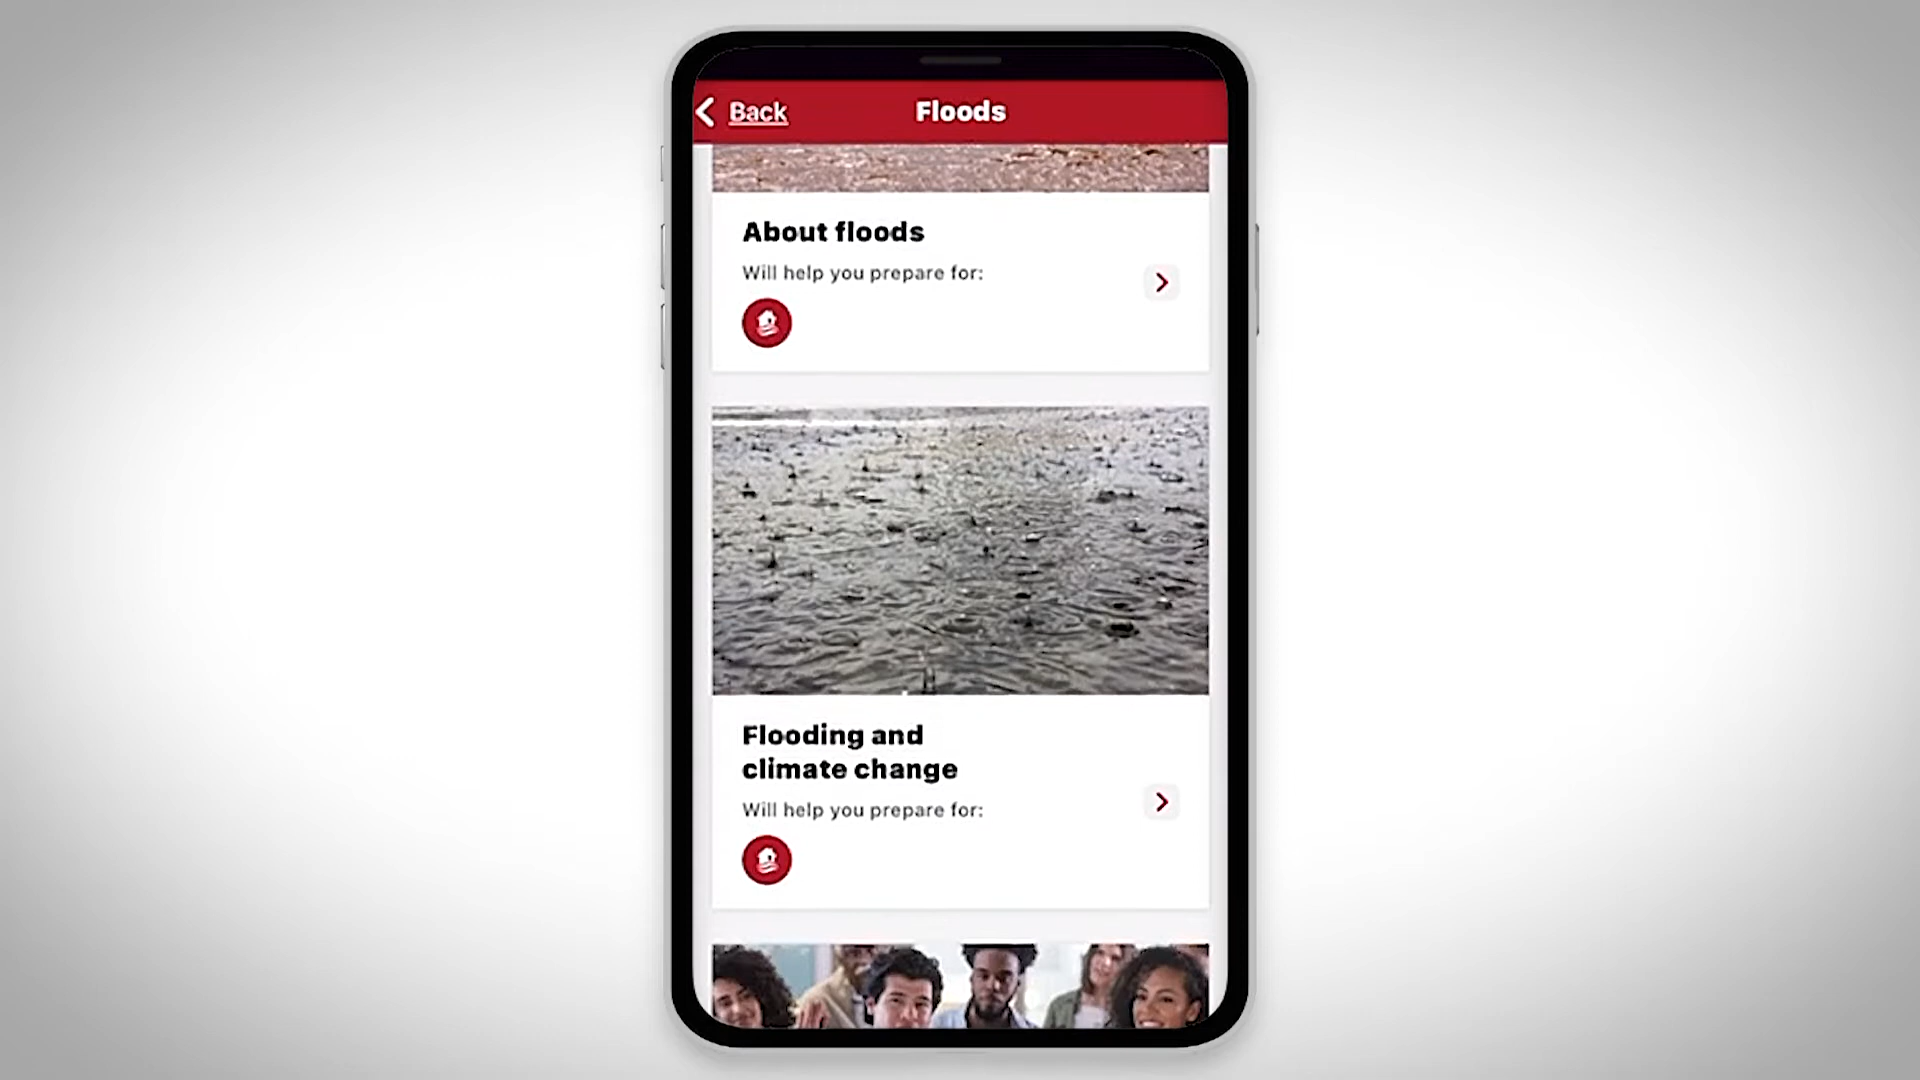 Back
Floods
About floods
Will help you prepare for:
Flooding and
climate change
Will help you prepare for: